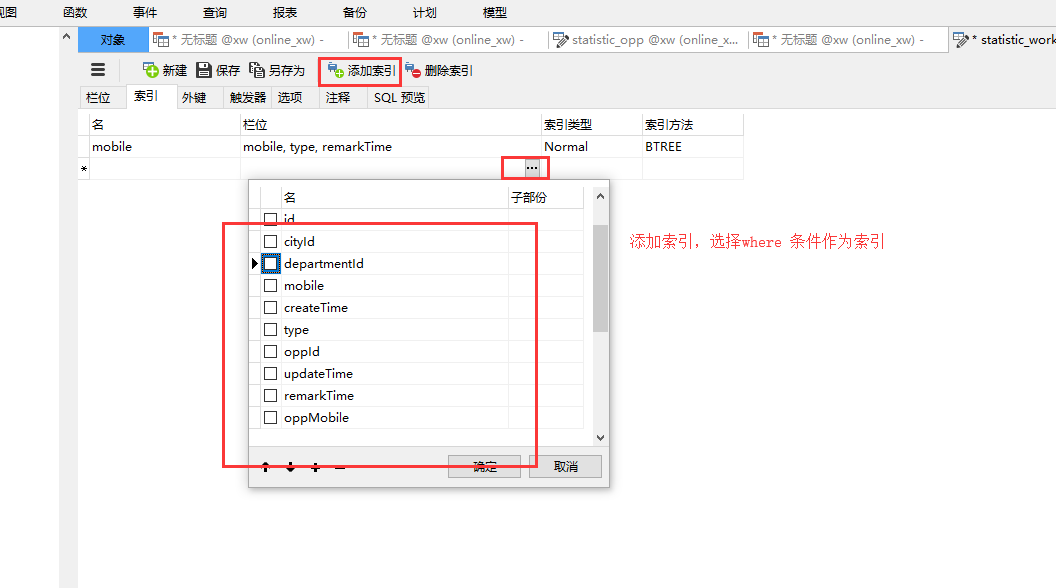 视图 函数 事件 查询 报表 备份 计划 模型
对象 * 无标题 @xw (online_xw) - * 无标题 @xw (online_xw) - statistic_opp @xw (online_x... * 无标题 @xw (online_xw) - * statistic_work
新建 保存 另存为 添加索引 删除索引
栏位 索引 外键 触发器 选项 注释 SQL 预览
名 栏位 索引类型 索引方法
mobile mobile, type, remarkTime Normal BTREE
* ...
名 子部份
id
cityId
departmentId
mobile
createTime
type
oppId
updateTime
remarkTime
oppMobile
确定 取消
添加索引，选择where 条件作为索引